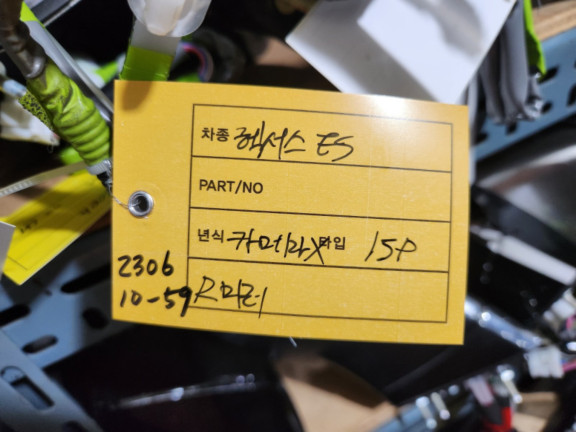 차종 렉서스 ES
PART/NO
년식 카메라X 타입 15P
R미러
2306
10-59